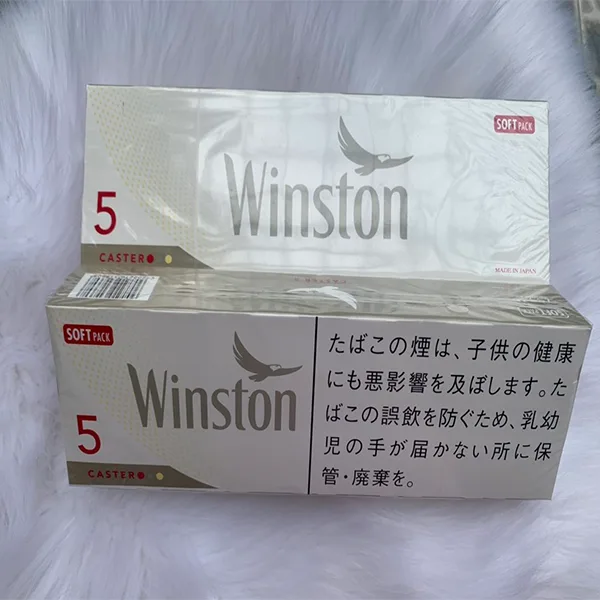 SOFT PACK
Winston
5
CASTER
MADE IN JAPAN
SOFT PACK
Winston
5
CASTER
たばこの煙は、子供の健康
にも悪影響を及ぼします。た
ばこの誤飲を防ぐため、乳幼
児の手が届かない所に保
管・廃棄を。